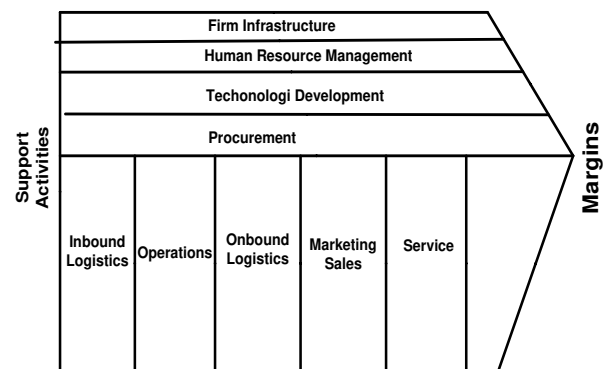 Firm Infrastructure
Human Resource Management
Techonologi Development
Procurement
Support
Activities
Margins
Inbound
Logistics
Operations
Onbound
Logistics
Marketing
Sales
Service